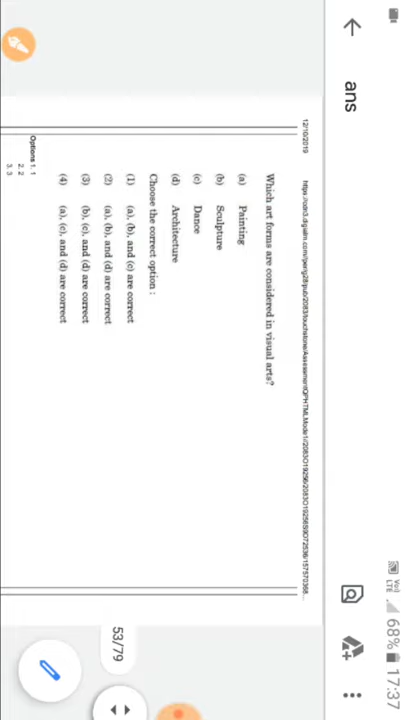 17:37
68%
Vo)
LTE
ans
12/10/2019
Which art forms are considered in visual arts?
(a) Painting
(b) Sculpture
(c) Dance
(d) Architecture
Choose the correct option :
(1) (a), (b), and (c) are correct
(2) (a), (b), and (d) are correct
(3) (b), (c), and (d) are correct
(4) (a), (c), and (d) are correct
Options 1. 1
2. 2
3. 3
53/79